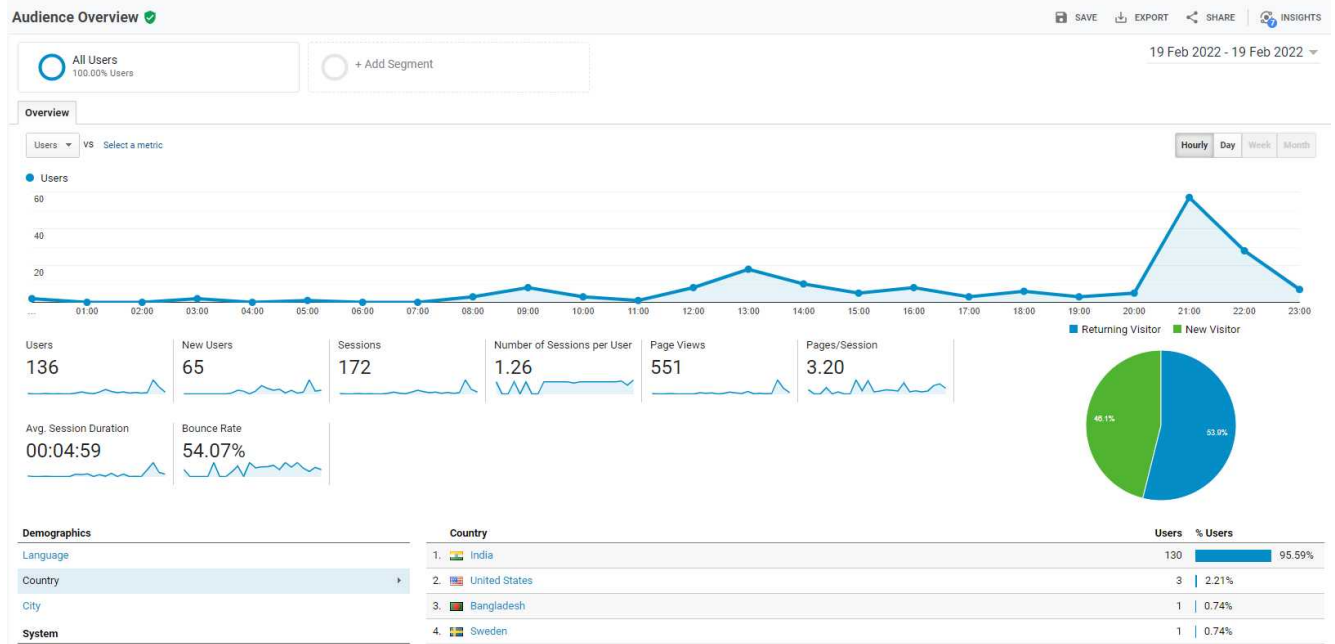 Audience Overview
SAVE EXPORT SHARE INSIGHTS
7
All Users
100.00% Users
+ Add Segment
19 Feb 2022 - 19 Feb 2022
Overview
Users VS Select a metric
Hourly Day Week Month
Users
60
40
20
... 01:00 02:00 03:00 04:00 05:00 06:00 07:00 08:00 09:00 10:00 11:00 12:00 13:00 14:00 15:00 16:00 17:00 18:00 19:00 20:00 21:00 22:00 23:00
Returning Visitor New Visitor
Users New Users Sessions Number of Sessions per User Page Views Pages/Session
136 65 172 1.26 551 3.20
46.1% 53.9%
Avg. Session Duration Bounce Rate
00:04:59 54.07%
Demographics
Language
Country
City
System
Country Users % Users
1. India 130 95.59%
2. United States 3 2.21%
3. Bangladesh 1 0.74%
4. Sweden 1 0.74%